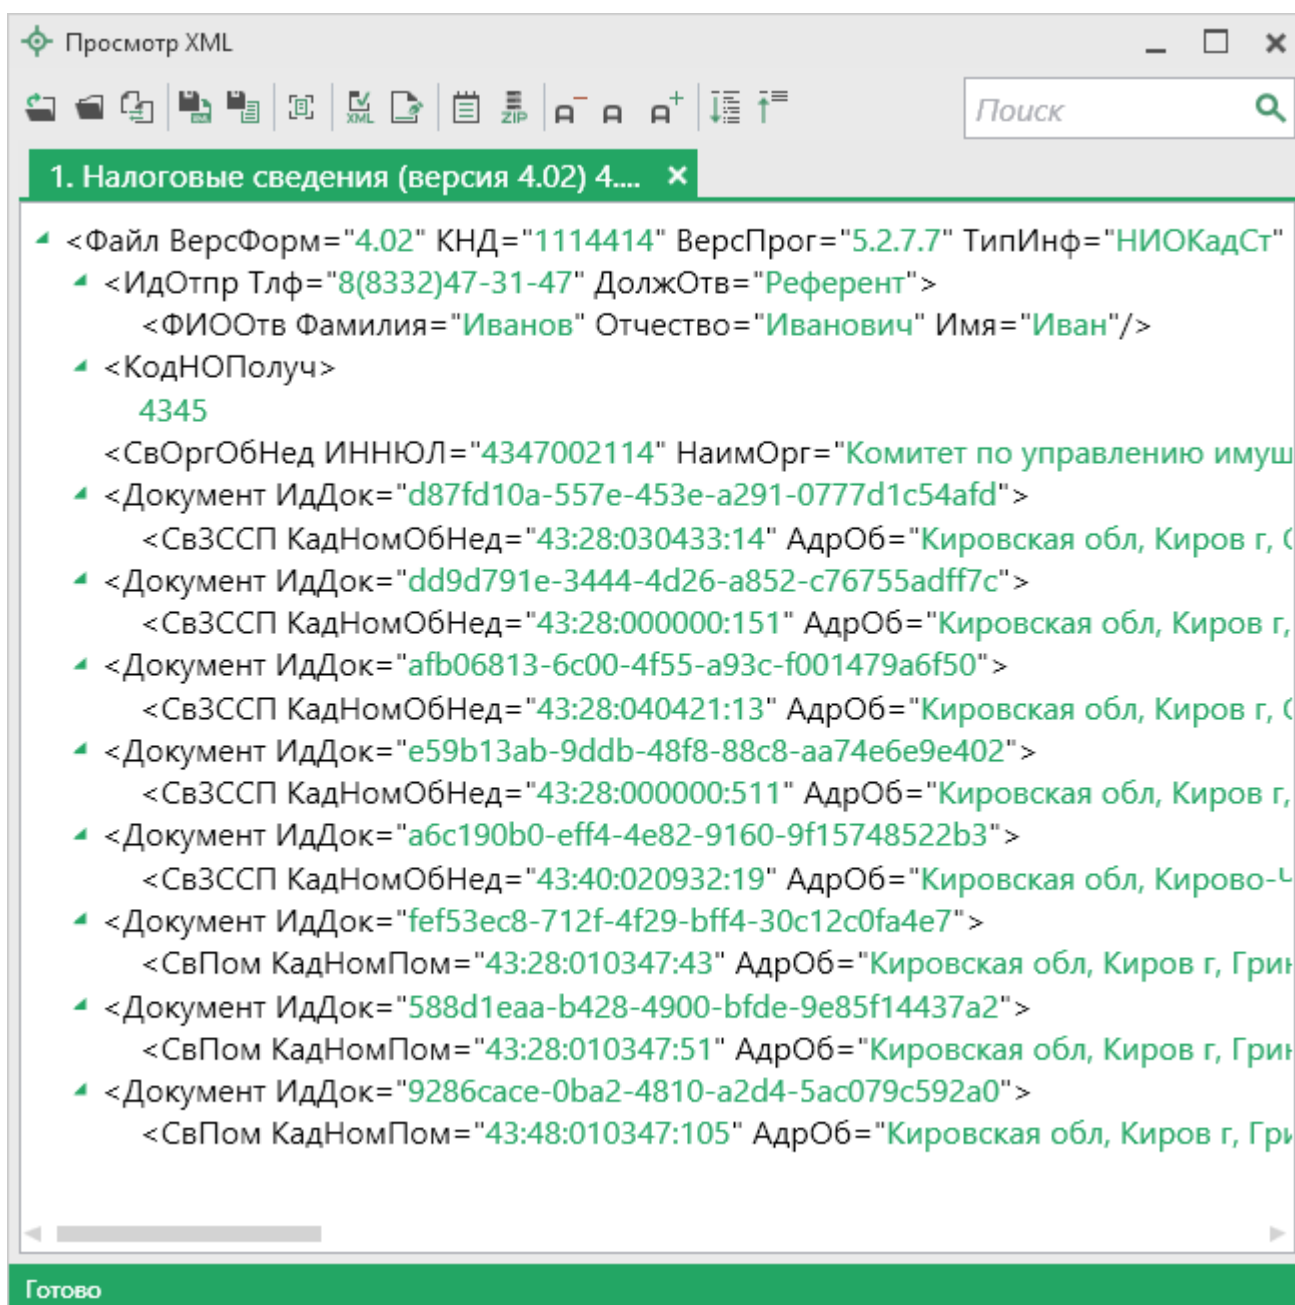 Просмотр XML
XML ZIP Поиск
1. Налоговые сведения (версия 4.02) 4....
<Файл ВерсФорм="4.02" КНД="1114414" ВерсПрог="5.2.7.7" ТипИнф="НИОКадСт"
<ИдОтпр Тлф="8(8332)47-31-47" ДолжОтв="Референт">
<ФИООтв Фамилия="Иванов" Отчество="Иванович" Имя="Иван"/>
<КодНОПолуч>
4345
<СвОргОбНед ИННЮЛ="4347002114" НаимОрг="Комитет по управлению имущ
<Документ ИдДок="d87fd10a-557e-453e-a291-0777d1c54afd">
<СвЗССП КадНомОбНед="43:28:030433:14" АдрОб="Кировская обл, Киров г,
<Документ ИдДок="dd9d791e-3444-4d26-a852-c76755adff7c">
<СвЗССП КадНомОбНед="43:28:000000:151" АдрОб="Кировская обл, Киров г,
<Документ ИдДок="afb06813-6c00-4f55-a93c-f001479a6f50">
<СвЗССП КадНомОбНед="43:28:040421:13" АдрОб="Кировская обл, Киров г,
<Документ ИдДок="e59b13ab-9ddb-48f8-88c8-aa74e6e9e402">
<СвЗССП КадНомОбНед="43:28:000000:511" АдрОб="Кировская обл, Киров г,
<Документ ИдДок="a6c190b0-eff4-4e82-9160-9f15748522b3">
<СвЗССП КадНомОбНед="43:40:020932:19" АдрОб="Кировская обл, Кирово-Ч
<Документ ИдДок="fef53ec8-712f-4f29-bff4-30c12c0fa4e7">
<СвПом КадНомПом="43:28:010347:43" АдрОб="Кировская обл, Киров г, Грин
<Документ ИдДок="588d1eaa-b428-4900-bfde-9e85f14437a2">
<СвПом КадНомПом="43:28:010347:51" АдрОб="Кировская обл, Киров г, Грин
<Документ ИдДок="9286cace-0ba2-4810-a2d4-5ac079c592a0">
<СвПом КадНомПом="43:48:010347:105" АдрОб="Кировская обл, Киров г, Гри
Готово